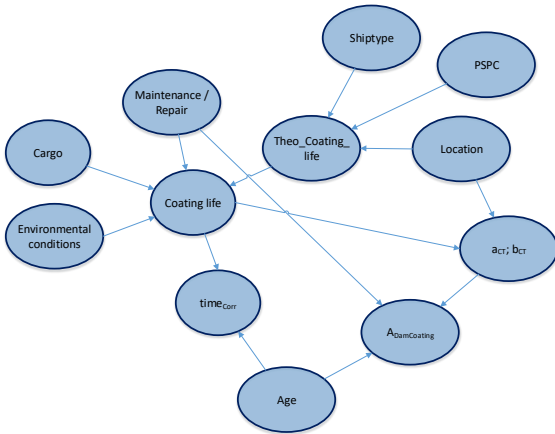 Shiptype
PSPC
Maintenance /
Repair
Theo_Coating_
life
Location
Cargo
Coating life
Environmental
conditions
aCT; bCT
timeCorr
ADamCoating
Age